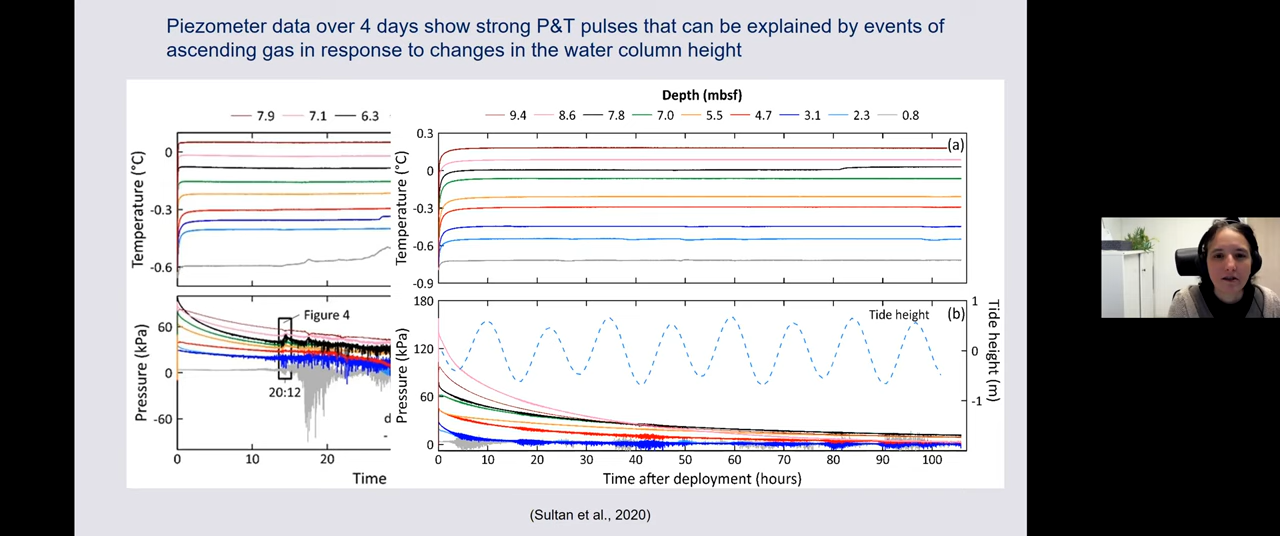 Piezometer data over 4 days show strong P&T pulses that can be explained by events of
ascending gas in response to changes in the water column height
7.9 7.1 6.3
Temperature (°C)
0
-0.3
-0.6
Figure 4
20:12
d
Pressure (kPa)
60
0
-60
0 10 20
Time
Depth (mbsf)
9.4 8.6 7.8 7.0 5.5 4.7 3.1 2.3 0.8
(a)
Temperature (°C)
0.3
0
-0.3
-0.6
-0.9
(b)
Tide height
Pressure (kPa)
180
120
60
0
1
0
-1
Tide height (m)
0 10 20 30 40 50 60 70 80 90 100
Time after deployment (hours)
(Sultan et al., 2020)